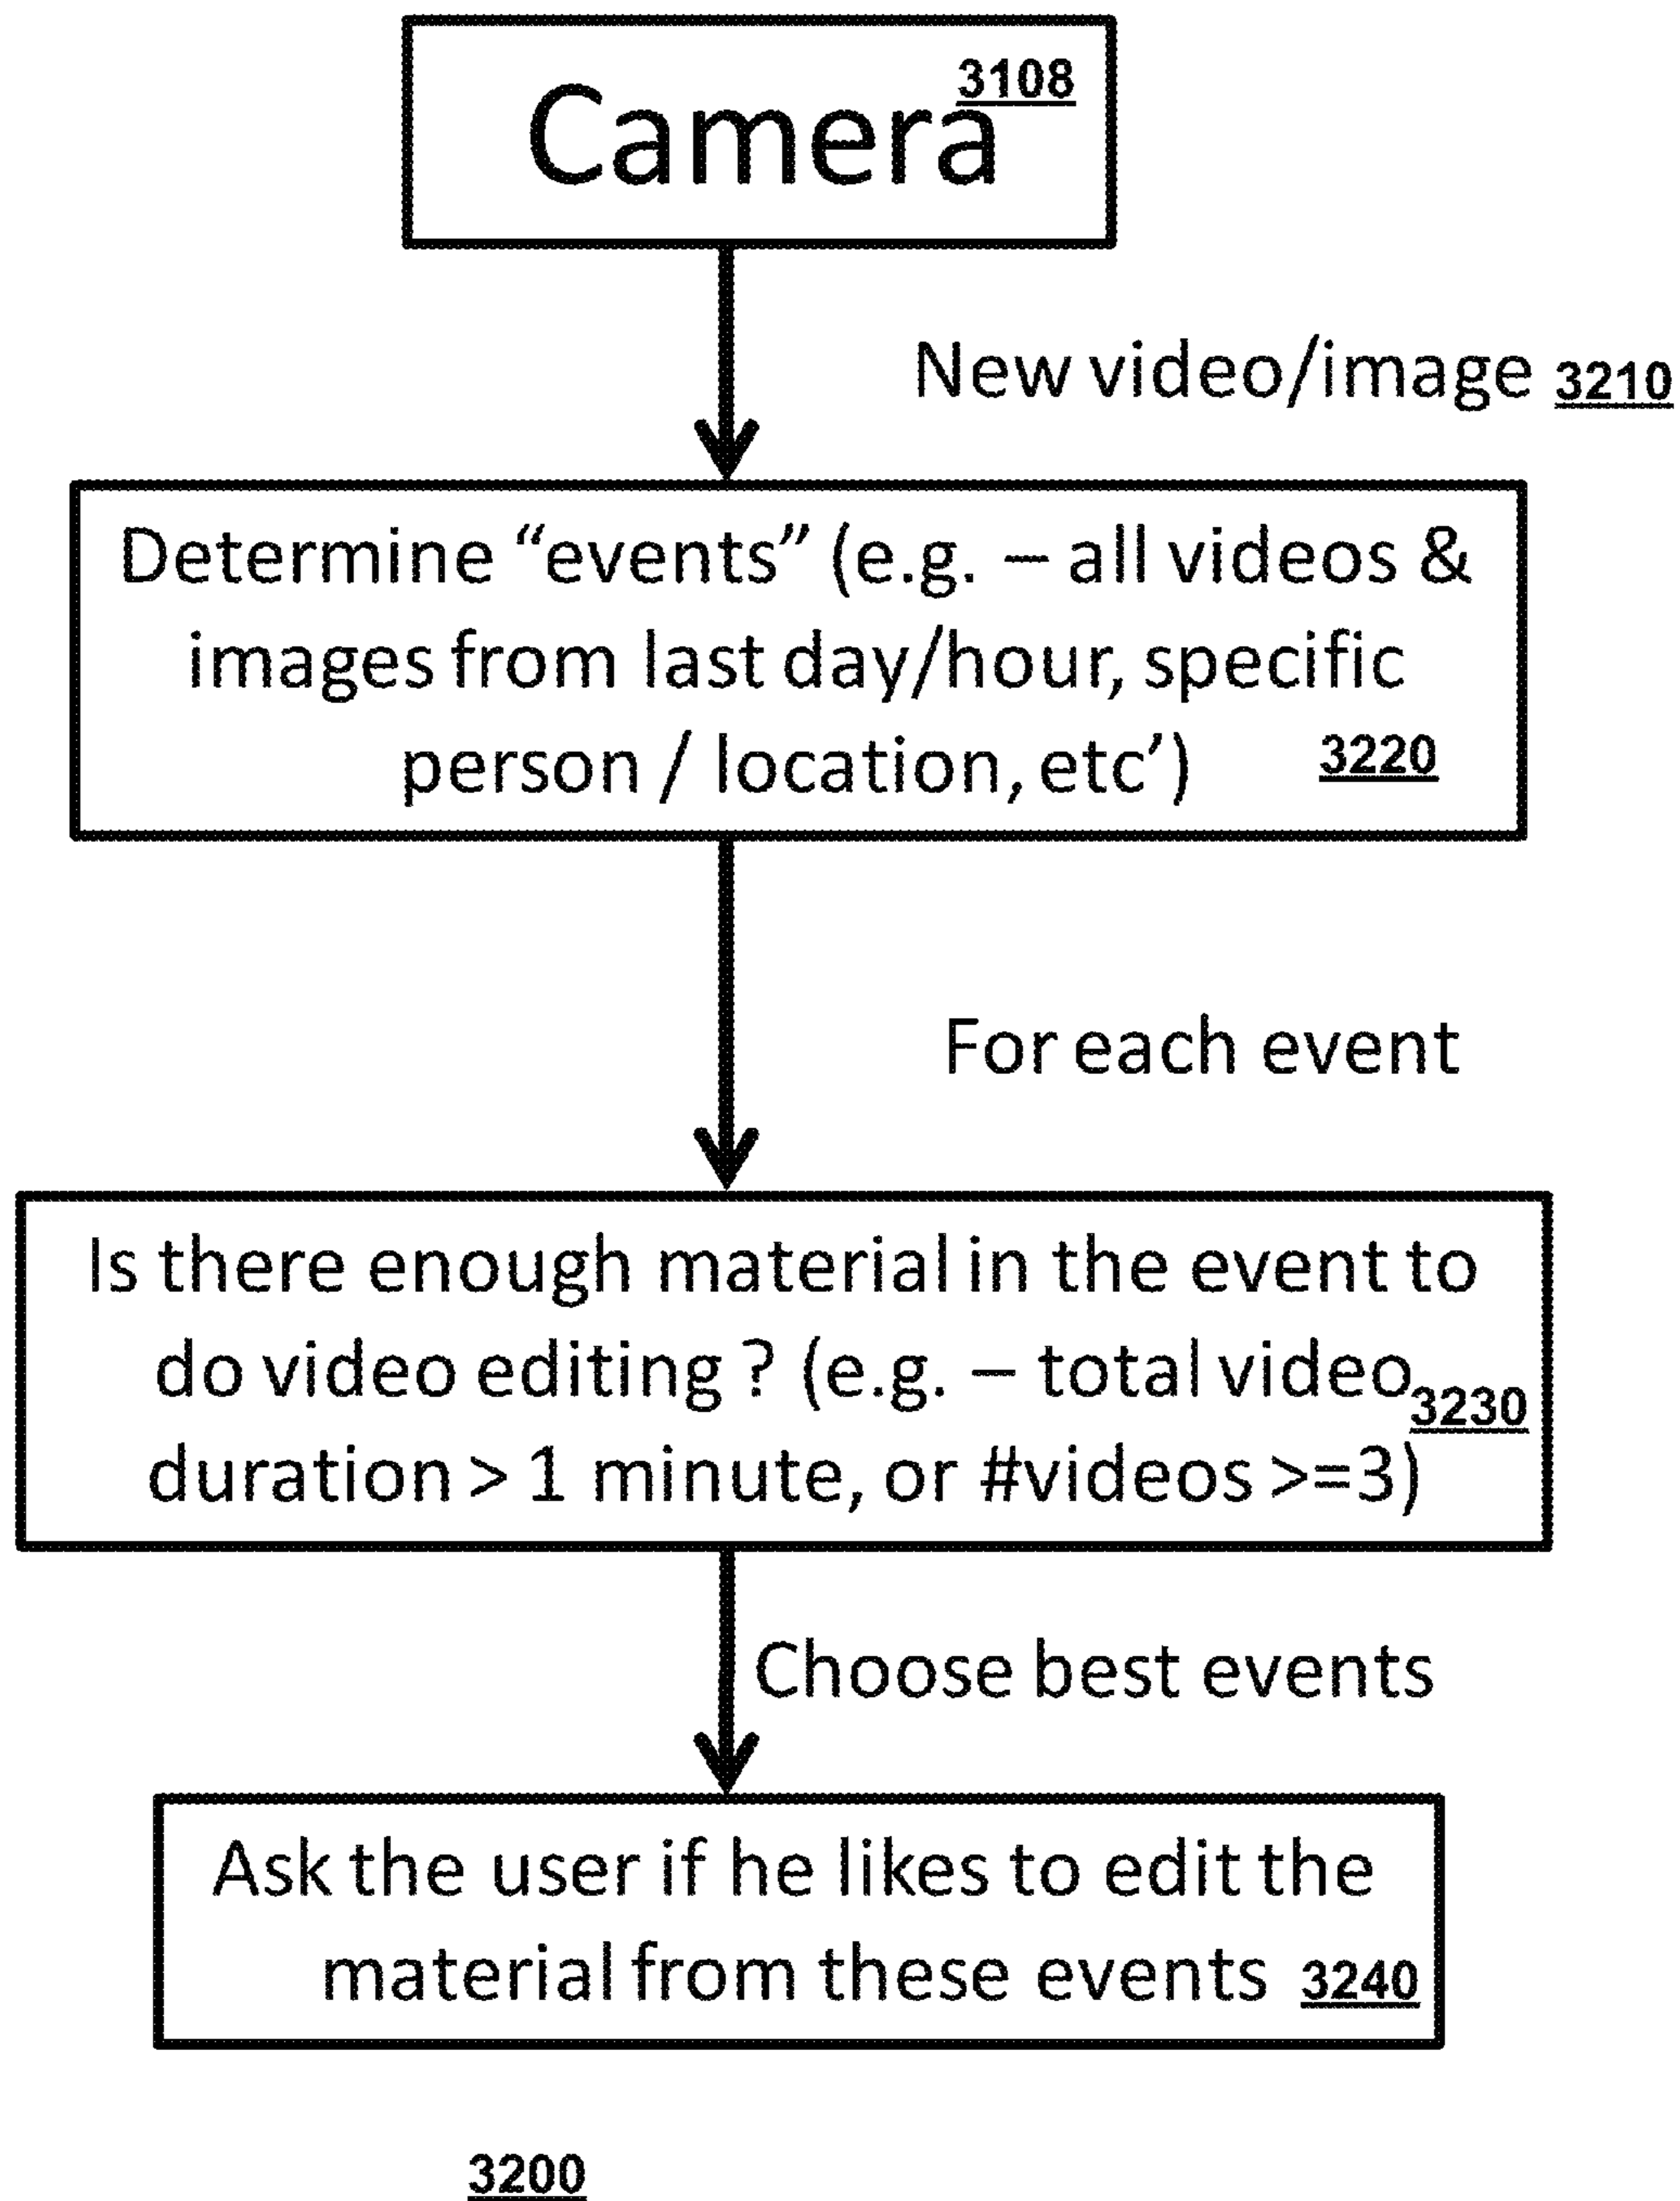 Camera 3108
New video/image 3210
Determine “events” (e.g. – all videos &
images from last day/hour, specific
person / location, etc’) 3220
For each event
Is there enough material in the event to
do video editing ? (e.g. – total video 3230
duration > 1 minute, or #videos >=3)
Choose best events
Ask the user if he likes to edit the
material from these events 3240
3200